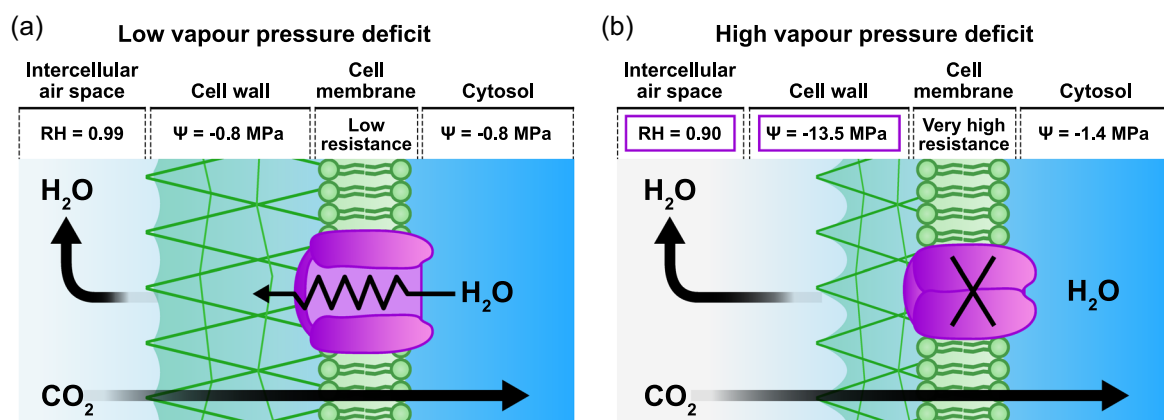 (a)
Low vapour pressure deficit
Intercellular
air space
Cell wall
Cell
membrane
Cytosol
RH = 0.99
Ψ = -0.8 MPa
Low
resistance
Ψ = -0.8 MPa
H₂O
H₂O
CO₂
(b)
High vapour pressure deficit
Intercellular
air space
Cell wall
Cell
membrane
Cytosol
RH = 0.90
Ψ = -13.5 MPa
Very high
resistance
Ψ = -1.4 MPa
H₂O
H₂O
CO₂